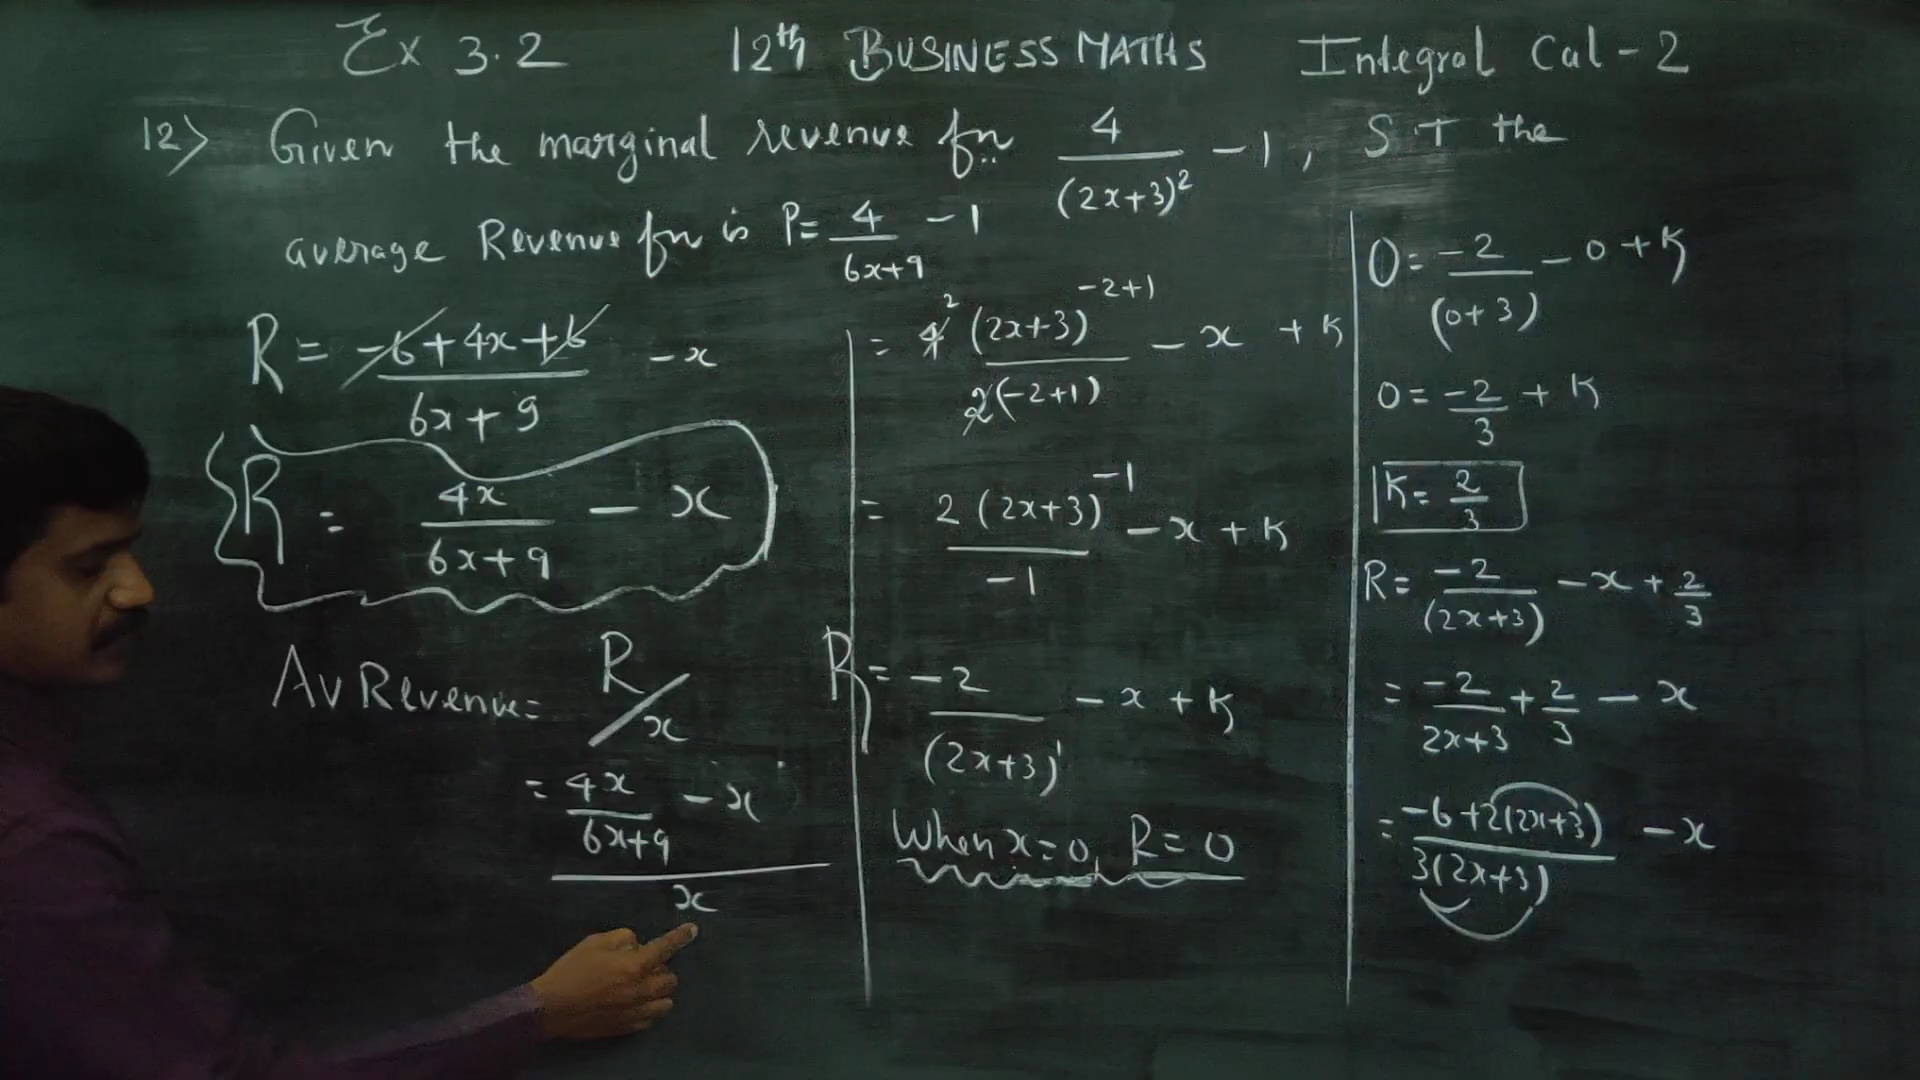 Ex 3.2 12th BUSINESS MATHS Integral Cal - 2
12) Given the marginal revenue fn 4/(2x+3)² - 1, S.T the
average Revenue fn is P = 4/(6x+9) - 1
R = (-6+4x+6)/(6x+9) - x
R = 4x/(6x+9) - x
Av Revenue = R/x
= (4x/(6x+9) - x)/x
= 4² (2x+3)^(-2+1)/(2(-2+1)) - x + k
= 2(2x+3)^(-1)/(-1) - x + k
R = -2/(2x+3)¹ - x + k
When x=0, R=0
0 = -2/(0+3) - 0 + k
0 = -2/3 + k
k = 2/3
R = -2/(2x+3) - x + 2/3
= -2/(2x+3) + 2/3 - x
= (-6+2(2x+3))/(3(2x+3)) - x